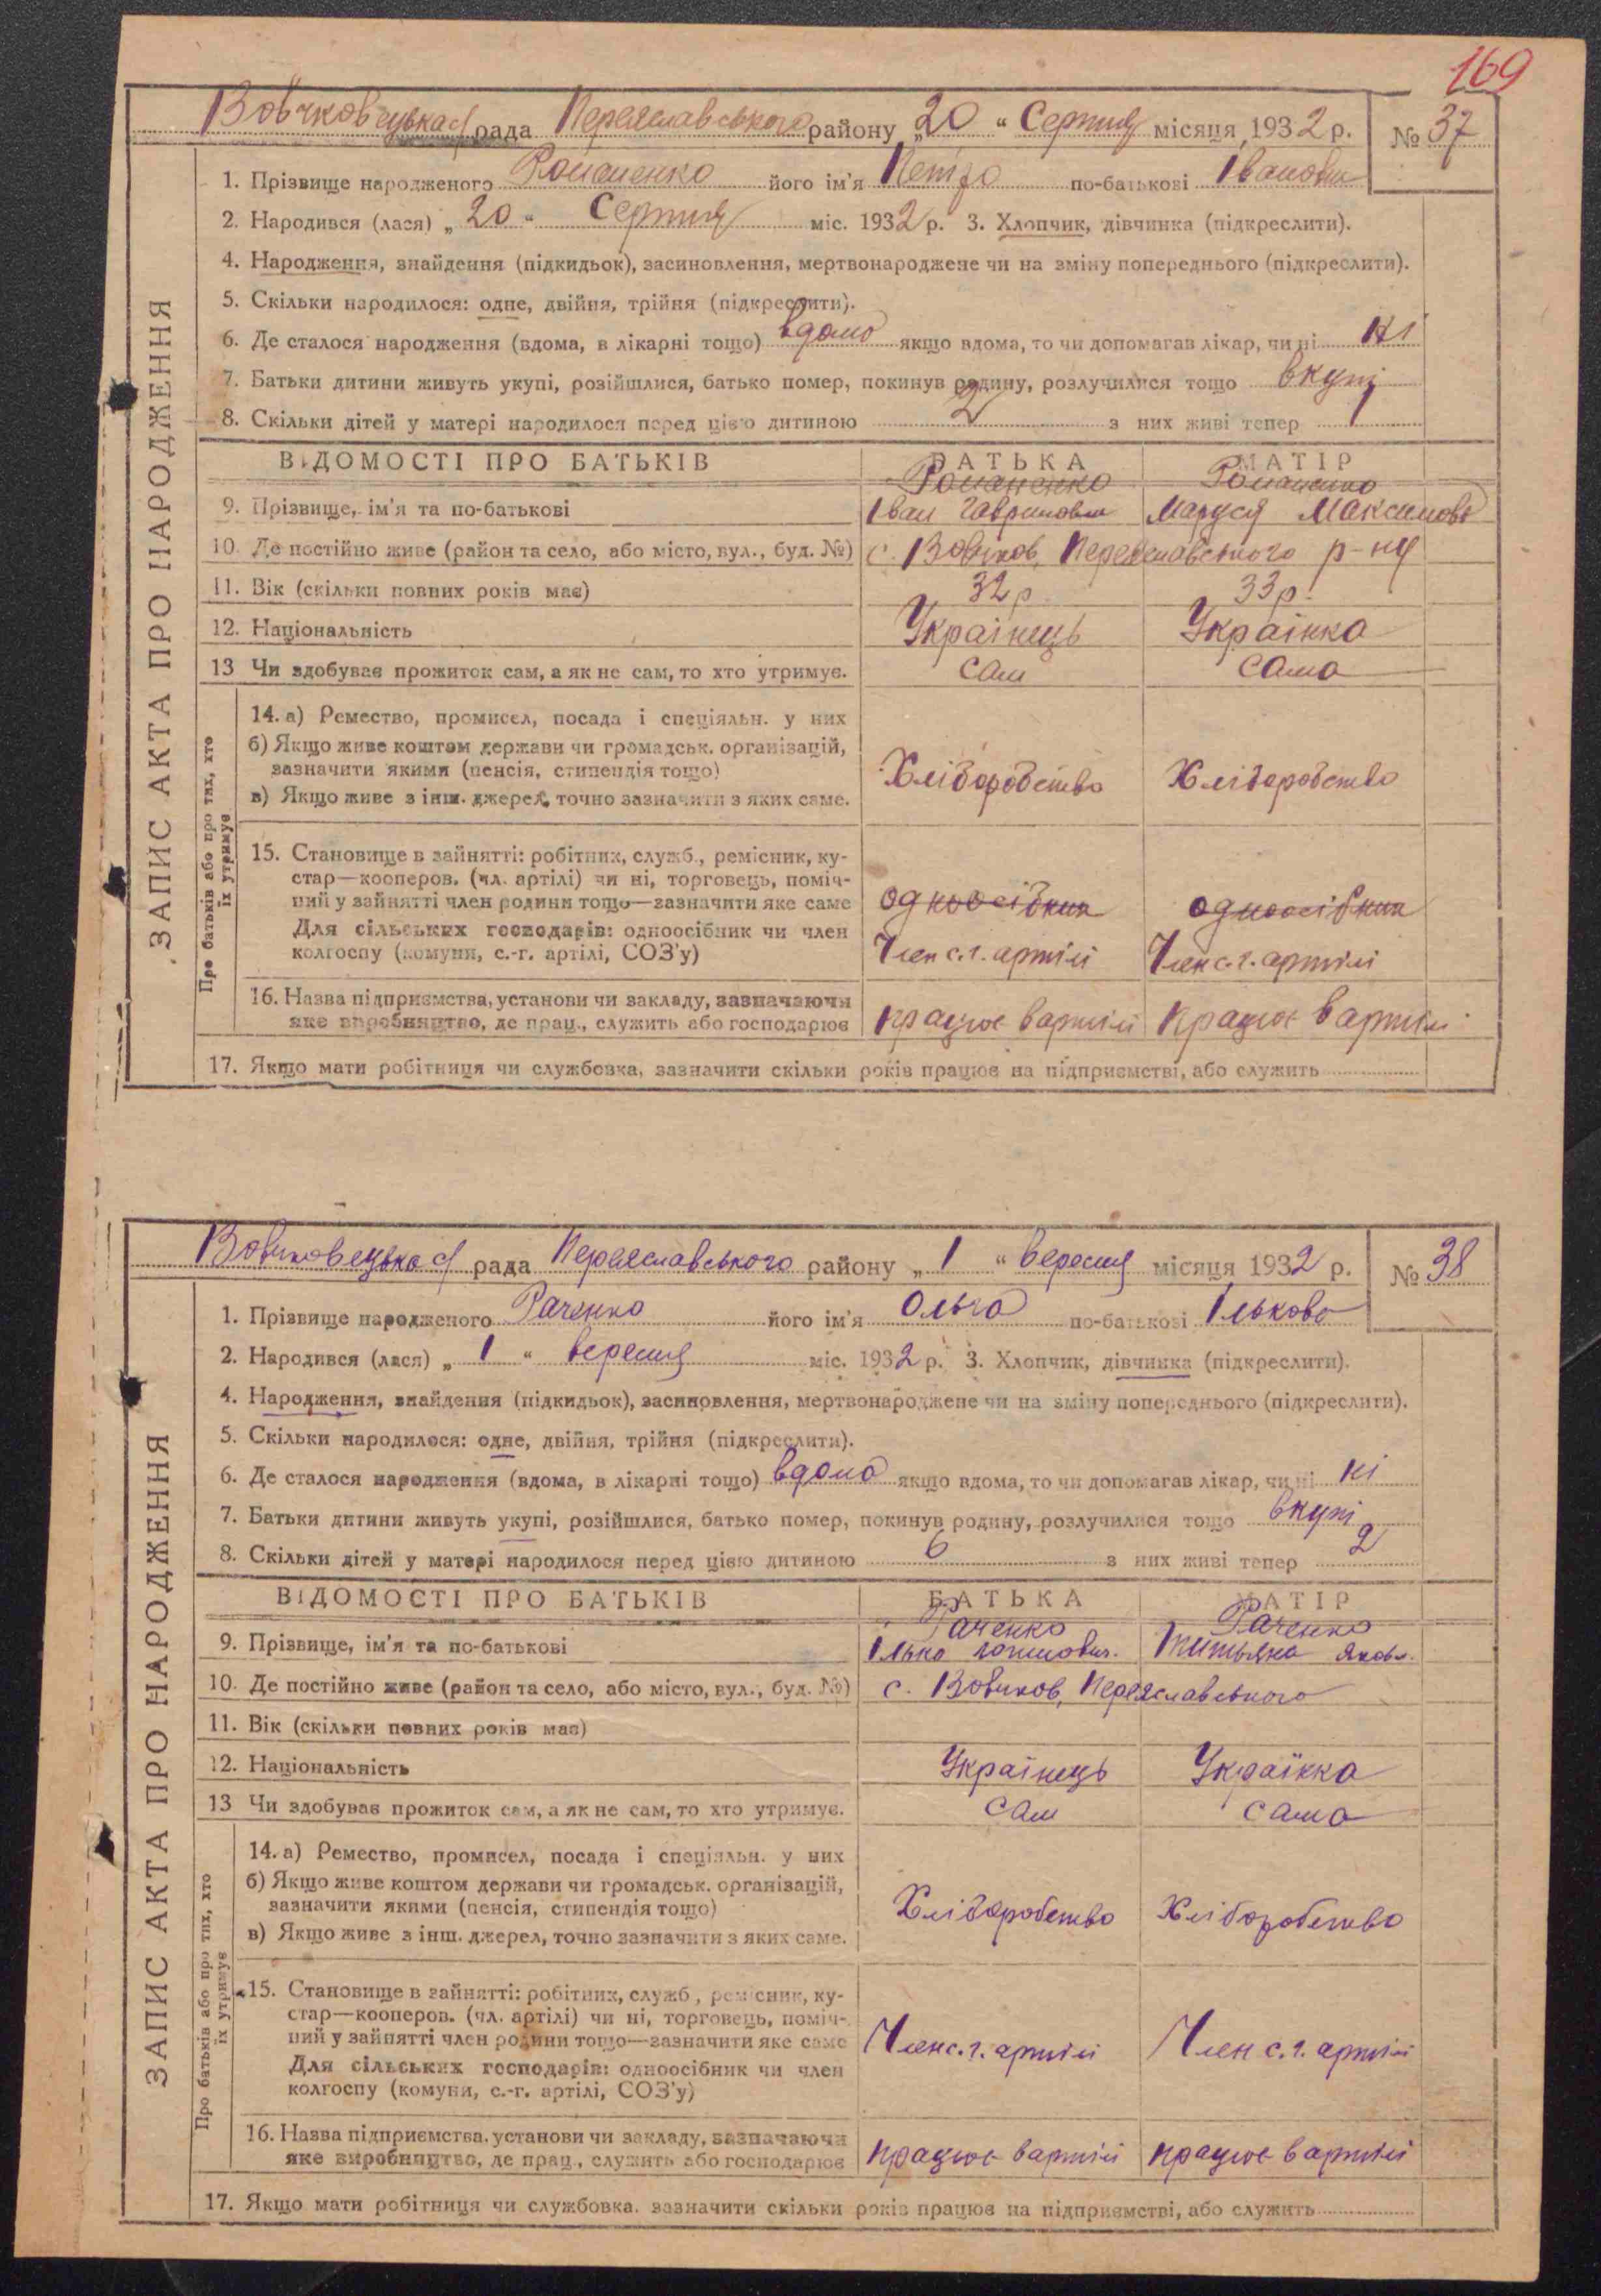 169
Вовчковецька рада Переяславського району „20“ Серпня місяця 1932 р. № 37
1. Прізвище народженого Романенко його ім'я Петро по-батькові Іванович
2. Народився (лася) „20“ Серпня міс. 1932 р. 3. Хлопчик, дівчинка (підкреслити).
4. Народження, знайдення (підкидьок), засиновлення, мертвонароджене чи на зміну попереднього (підкреслити).
5. Скільки народилося: одне, двійня, трійня (підкреслити).
6. Де сталося народження (вдома, в лікарні тощо) вдома якщо вдома, то чи допомагав лікар, чи ні ні
7. Батьки дитини живуть укупі, розійшлися, батько помер, покинув родину, розлучилися тощо вкупі
8. Скільки дітей у матері народилося перед цією дитиною 2 з них живі тепер 1
ВІДОМОСТІ ПРО БАТЬКІВ БАТЬКА МАТІР
Романенко Романенко
9. Прізвище, ім'я та по-батькові Іван Гаврилович Маруся Максимова
10. Де постійно живе (район та село, або місто, вул., буд. №) с. Вовчков, Переяславського р-ну
11. Вік (скільки повних років має) 32 р 33 р.
12. Національність Українець Українка
13 Чи здобуває прожиток сам, а як не сам, то хто утримує. сам сама
14. а) Ремество, промисел, посада і спеціяльн. у них
б) Якщо живе коштом держави чи громадськ. організацій,
зазначити якими (пенсія, стипендія тощо) Хліборобство Хліборобство
в) Якщо живе з інш. джерел, точно зазначити з яких саме.
15. Становище в зайнятті: робітник, служб., ремісник, ку-
стар—кооперов. (чл. артілі) чи ні, торговець, поміч-
ний у зайнятті член родини тощо—зазначити яке саме одноосібник одноосібник
Для сільських господарів: одноосібник чи член
колгоспу (комуни, с.-г. артілі, СОЗ'у) Член с.г. артілі Член с.г. артілі
16. Назва підприємства, установи чи закладу, зазначаючи
яке виробництво, де прац., служить або господарює працює в артілі працює в артілі
17. Якщо мати робітниця чи службовка, зазначити скільки років працює на підприємстві, або служить
ЗАПИС АКТА ПРО НАРОДЖЕННЯ
Про батьків або про тих, хто
їх утримує
Вовчковецька рада Переяславського району „1“ вересня місяця 1932 р. № 38
1. Прізвище народженого Раченко його ім'я Ольга по-батькові Ількова
2. Народився (лася) „1“ вересня міс. 1932 р. 3. Хлопчик, дівчинка (підкреслити).
4. Народження, знайдення (підкидьок), засиновлення, мертвонароджене чи на зміну попереднього (підкреслити).
5. Скільки народилося: одне, двійня, трійня (підкреслити).
6. Де сталося народження (вдома, в лікарні тощо) вдома якщо вдома, то чи допомагав лікар, чи ні ні
7. Батьки дитини живуть укупі, розійшлися, батько помер, покинув родину, розлучилися тощо вкупі
8. Скільки дітей у матері народилося перед цією дитиною 6 з них живі тепер 2
ВІДОМОСТІ ПРО БАТЬКІВ БАТЬКА МАТІР
Раченко Раченко
9. Прізвище, ім'я та по-батькові Ілько Титьяна Яковл.
10. Де постійно живе (район та село, або місто, вул., буд. №) с. Вовчков, Переяславського
11. Вік (скільки повних років має)
12. Національність Українець Українка
13 Чи здобуває прожиток сам, а як не сам, то хто утримує. сам сама
14. а) Ремество, промисел, посада і спеціяльн. у них
б) Якщо живе коштом держави чи громадськ. організацій,
зазначити якими (пенсія, стипендія тощо) Хліборобство Хліборобство
в) Якщо живе з інш. джерел, точно зазначити з яких саме.
15. Становище в зайнятті: робітник, служб., ремісник, ку-
стар—кооперов. (чл. артілі) чи ні, торговець, поміч-
ний у зайнятті член родини тощо—зазначити яке саме Член с.г. артілі Член с.г. артілі
Для сільських господарів: одноосібник чи член
колгоспу (комуни, с.-г. артілі, СОЗ'у)
16. Назва підприємства, установи чи закладу, зазначаючи
яке виробництво, де прац., служить або господарює працює в артілі працює в артілі
17. Якщо мати робітниця чи службовка, зазначити скільки років працює на підприємстві, або служить
ЗАПИС АКТА ПРО НАРОДЖЕННЯ
Про батьків або про тих, хто
їх утримує